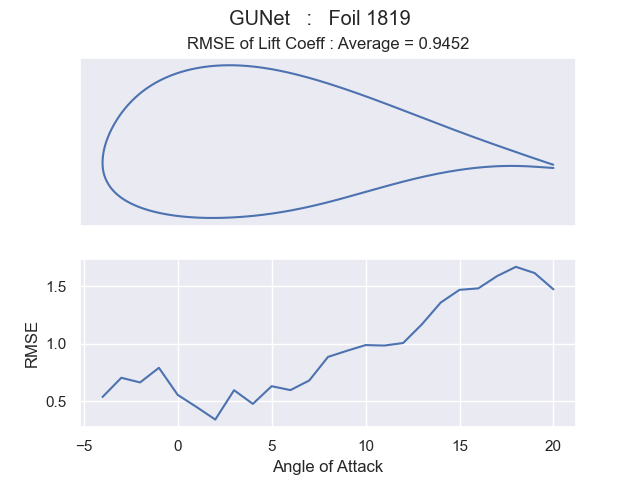 GUNet   :   Foil 1819
RMSE of Lift Coeff : Average = 0.9452
1.5
1.0
0.5
RMSE
−5 0 5 10 15 20
Angle of Attack